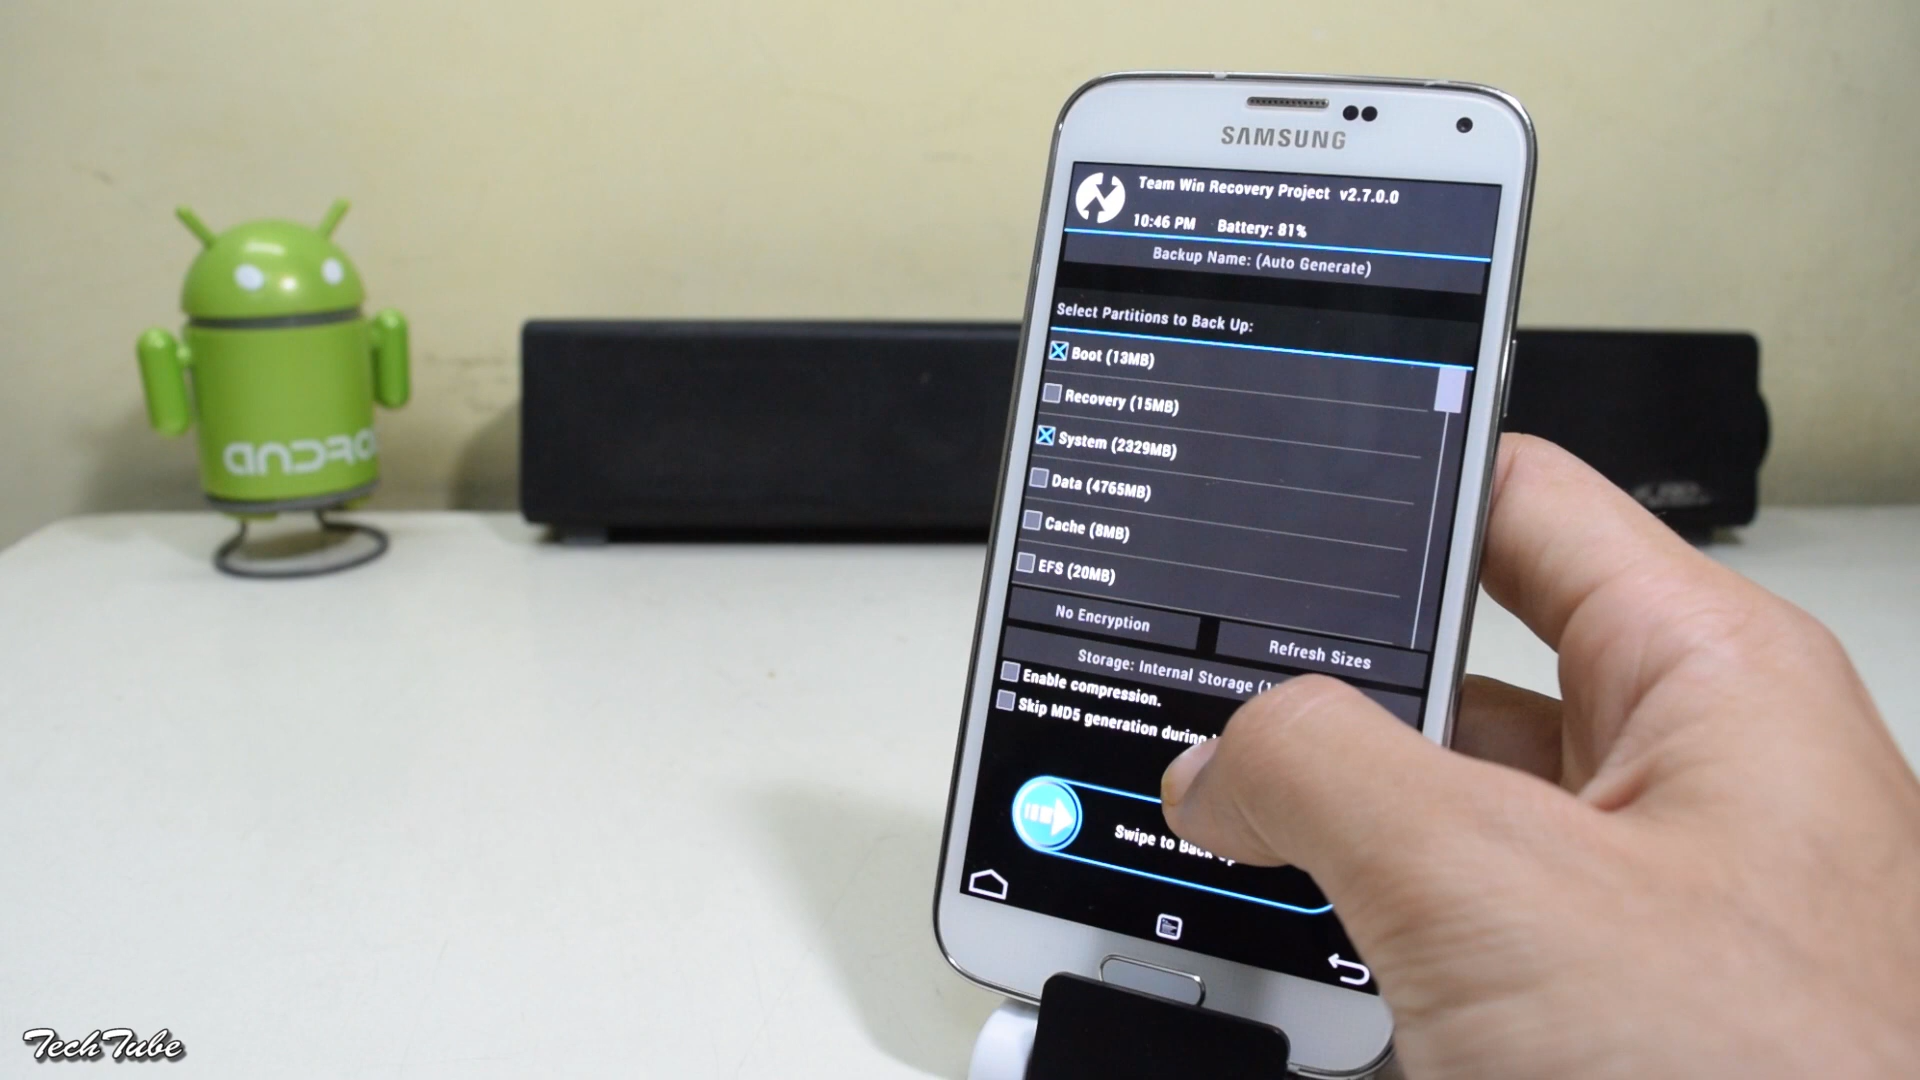 SAMSUNG
Team Win Recovery Project v2.7.0.0
10:46 PM Battery: 81%
Backup Name: (Auto Generate)
Select Partitions to Back Up:
Boot (13MB)
Recovery (15MB)
System (2329MB)
Data (4765MB)
Cache (8MB)
EFS (20MB)
No Encryption
Refresh Sizes
Storage: Internal Storage
Enable compression.
Skip MD5 generation during
Swipe to Back Up
TechTube